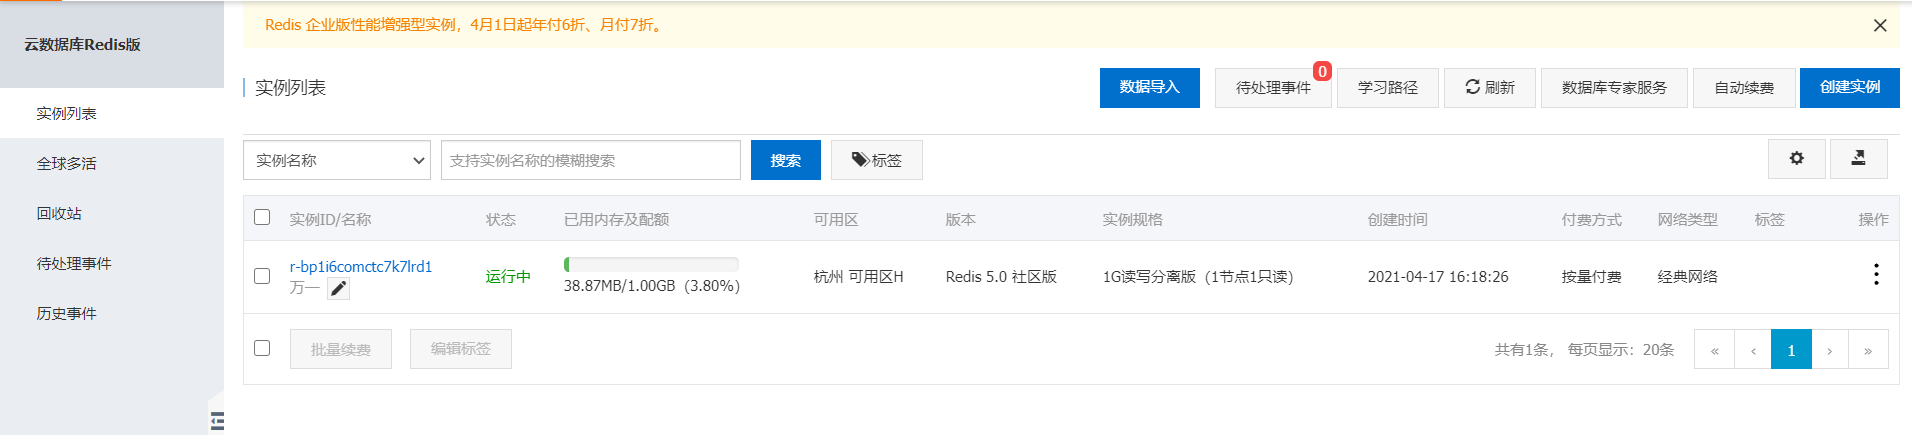 Redis 企业版性能增强型实例，4月1日起年付6折、月付7折。
云数据库Redis版
实例列表
全球多活
回收站
待处理事件
历史事件
实例列表
数据导入 待处理事件 0 学习路径 刷新 数据库专家服务 自动续费 创建实例
实例名称 支持实例名称的模糊搜索 搜索 标签
实例ID/名称 状态 已用内存及配额 可用区 版本 实例规格 创建时间 付费方式 网络类型 标签 操作
r-bp1i6comctc7k7lrd1
万一
运行中
38.87MB/1.00GB（3.80%）
杭州 可用区H
Redis 5.0 社区版
1G读写分离版（1节点1只读）
2021-04-17 16:18:26
按量付费
经典网络
批量续费 编辑标签
共有1条， 每页显示：20条 « ‹ 1 › »